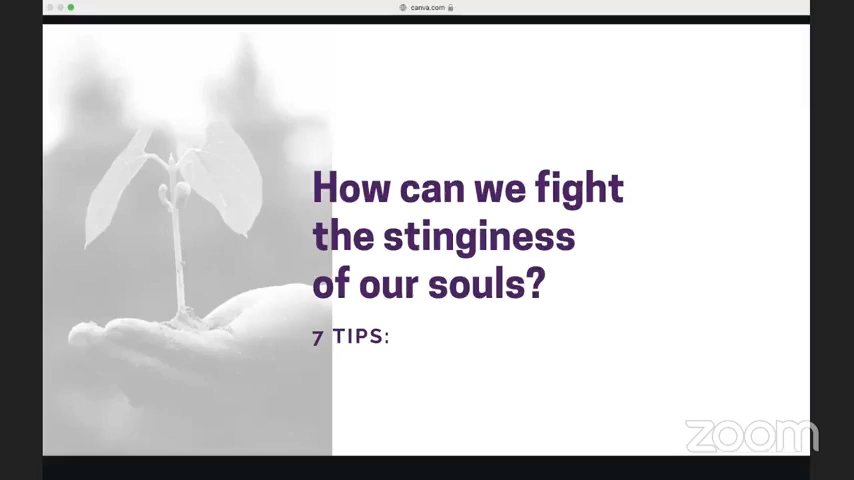 canva.com
How can we fight
the stinginess
of our souls?
7 TIPS:
zoom